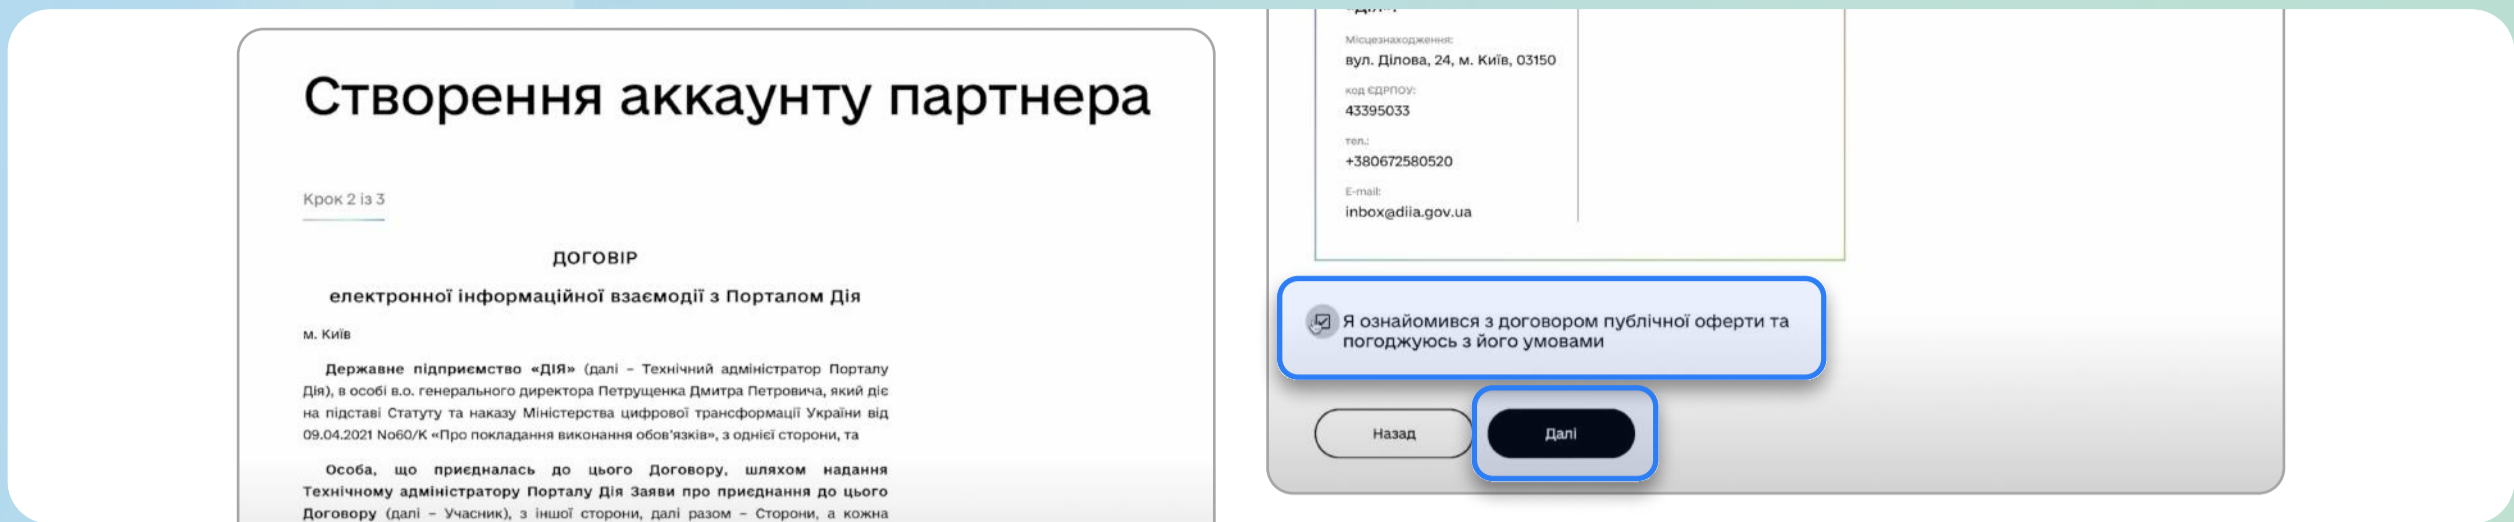 Створення аккаунту партнера
Крок 2 із 3
ДОГОВІР
електронної інформаційної взаємодії з Порталом Дія
м. Київ
Державне підприємство «ДІЯ» (далі – Технічний адміністратор Порталу
Дія), в особі в.о. генерального директора Петрущенка Дмитра Петровича, який діє
на підставі Статуту та наказу Міністерства цифрової трансформації України від
09.04.2021 No60/К «Про покладання виконання обов'язків», з однієї сторони, та
Особа, що приєдналась до цього Договору, шляхом надання
Технічному адміністратору Порталу Дія Заяви про приєднання до цього
Договору (далі – Учасник), з іншої сторони, далі разом – Сторони, а кожна
Місцезнаходження:
вул. Ділова, 24, м. Київ, 03150
код ЄДРПОУ:
43395033
тел.:
+380672580520
E-mail:
inbox@diia.gov.ua
Я ознайомився з договором публічної оферти та
погоджуюсь з його умовами
Назад
Далі